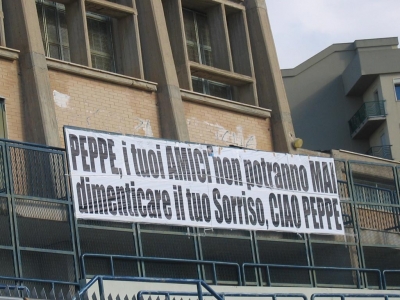 PEPPE, i tuoi AMICI non potranno MAI
dimenticare il tuo Sorriso, CIAO PEPPE